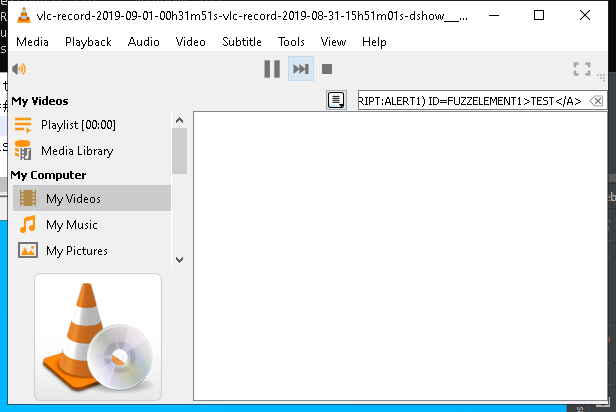 vlc-record-2019-09-01-00h31m51s-vlc-record-2019-08-31-15h51m01s-dshow__...
Media Playback Audio Video Subtitle Tools View Help
My Videos
RIPT:ALERT1) ID=FUZZELEMENT1>TEST</A>
Playlist [00:00]
Media Library
My Computer
My Videos
My Music
My Pictures